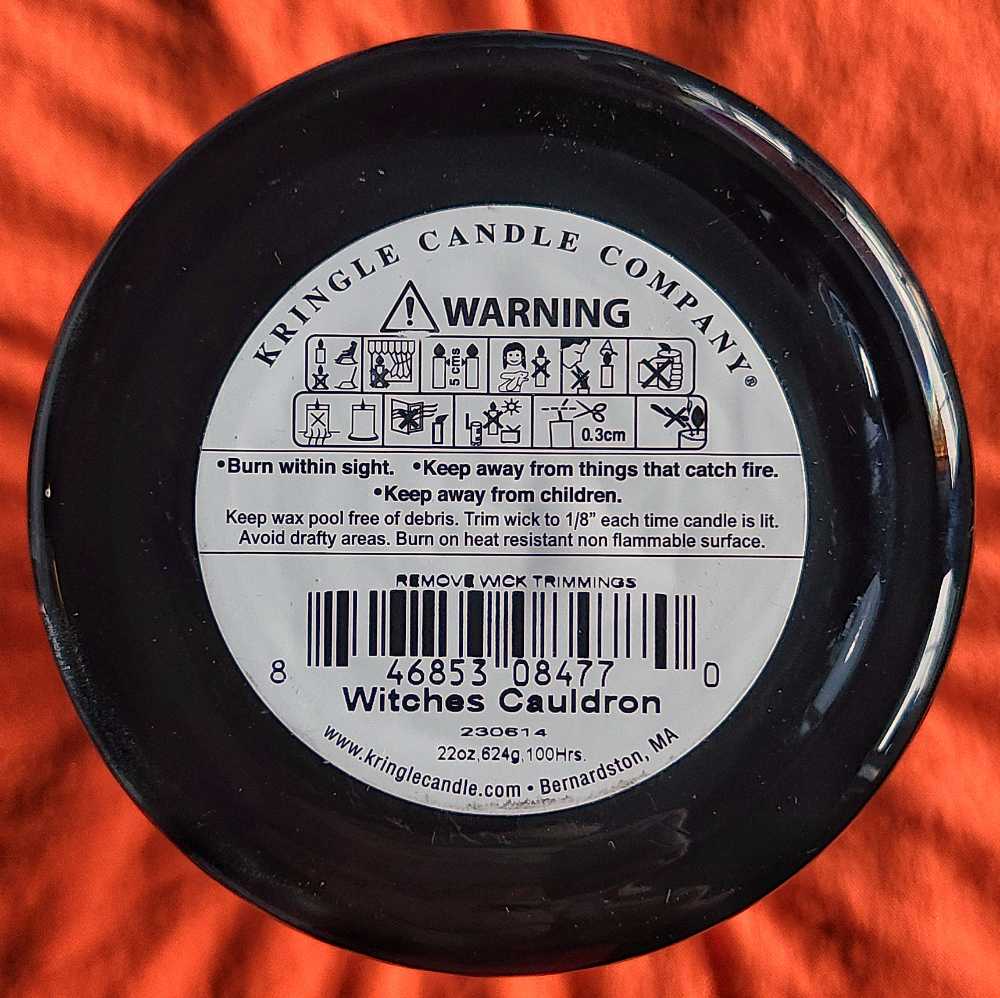 KRINGLE CANDLE COMPANY®
! WARNING
5 cms
0.3cm
•Burn within sight. •Keep away from things that catch fire.
•Keep away from children.
Keep wax pool free of debris. Trim wick to 1/8” each time candle is lit.
Avoid drafty areas. Burn on heat resistant non flammable surface.
REMOVE WICK TRIMMINGS
8 46853 08477 0
Witches Cauldron
230614
22oz,624g,100Hrs.
www.kringlecandle.com • Bernardston, MA